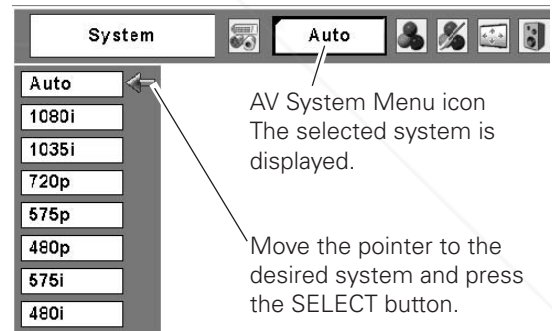 System
Auto
Auto
1080i
1035i
720p
575p
480p
575i
480i
AV System Menu icon
The selected system is
displayed.
Move the pointer to the
desired system and press
the SELECT button.